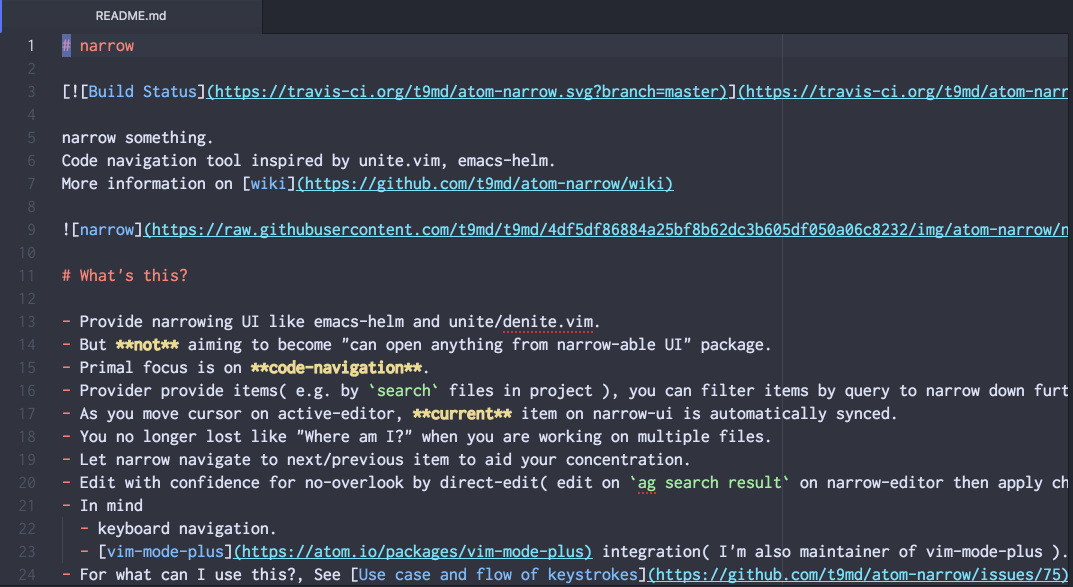 README.md
1 # narrow
2
3 [![Build Status](https://travis-ci.org/t9md/atom-narrow.svg?branch=master)](https://travis-ci.org/t9md/atom-narr
4
5 narrow something.
6 Code navigation tool inspired by unite.vim, emacs-helm.
7 More information on [wiki](https://github.com/t9md/atom-narrow/wiki)
8
9 ![narrow](https://raw.githubusercontent.com/t9md/t9md/4df5df86884a25bf8b62dc3b605df050a06c8232/img/atom-narrow/n
10
11 # What's this?
12
13 - Provide narrowing UI like emacs-helm and unite/denite.vim.
14 - But **not** aiming to become "can open anything from narrow-able UI" package.
15 - Primal focus is on **code-navigation**.
16 - Provider provide items( e.g. by `search` files in project ), you can filter items by query to narrow down furt
17 - As you move cursor on active-editor, **current** item on narrow-ui is automatically synced.
18 - You no longer lost like "Where am I?" when you are working on multiple files.
19 - Let narrow navigate to next/previous item to aid your concentration.
20 - Edit with confidence for no-overlook by direct-edit( edit on `ag search result` on narrow-editor then apply ch
21 - In mind
22 - keyboard navigation.
23 - [vim-mode-plus](https://atom.io/packages/vim-mode-plus) integration( I'm also maintainer of vim-mode-plus ).
24 - For what can I use this?, See [Use case and flow of keystrokes](https://github.com/t9md/atom-narrow/issues/75)